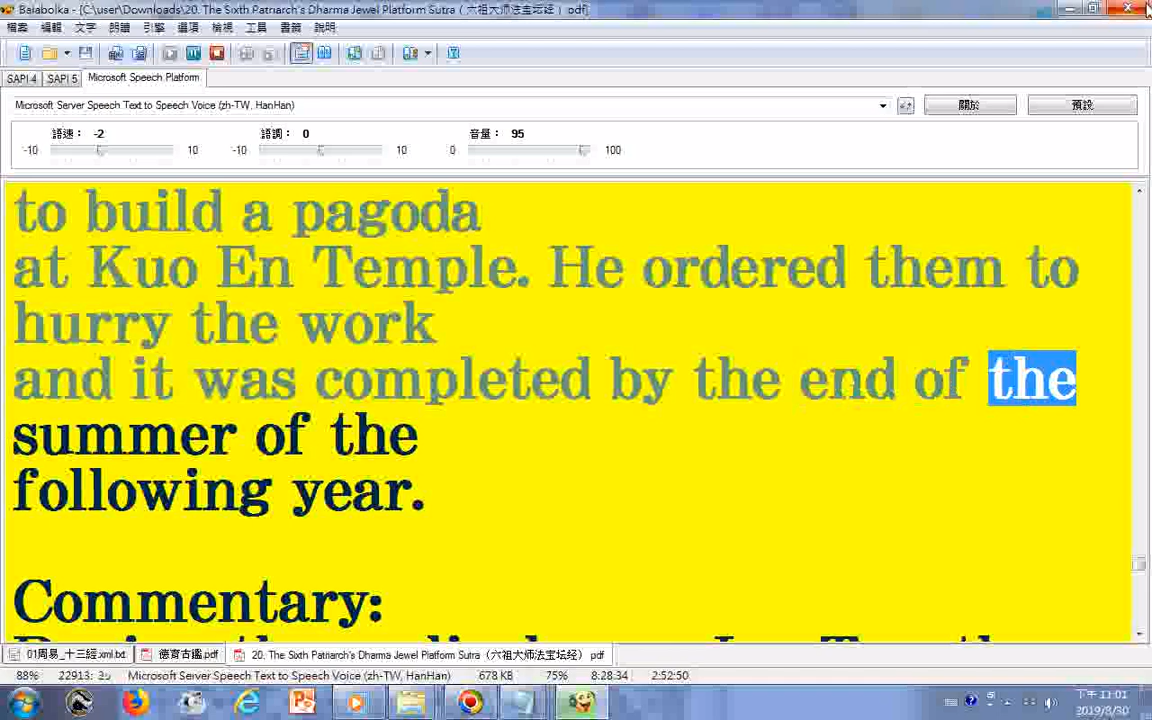 Balabolka - [C:\user\Downloads\20. The Sixth Patriarch's Dharma Jewel Platform Sutra（六祖大师法宝坛经）.pdf]
檔案 編輯 文字 朗讀 引擎 選項 檢視 工具 書籤 說明
SAPI 4 SAPI 5 Microsoft Speech Platform
Microsoft Server Speech Text to Speech Voice (zh-TW, HanHan) 關於 預設
語速： -2 語調： 0 音量： 95
-10 10 -10 10 0 100
to build a pagoda
at Kuo En Temple. He ordered them to
hurry the work
and it was completed by the end of the
summer of the
following year.
Commentary:
01周易_十三經.xml.txt 德育古鑑.pdf 20. The Sixth Patriarch's Dharma Jewel Platform Sutra（六祖大师法宝坛经）.pdf
88% Microsoft Server Speech Text to Speech Voice (zh-TW, HanHan) 678 KB 75% 8:28:34 2:52:50
下午 11:01
2019/8/30